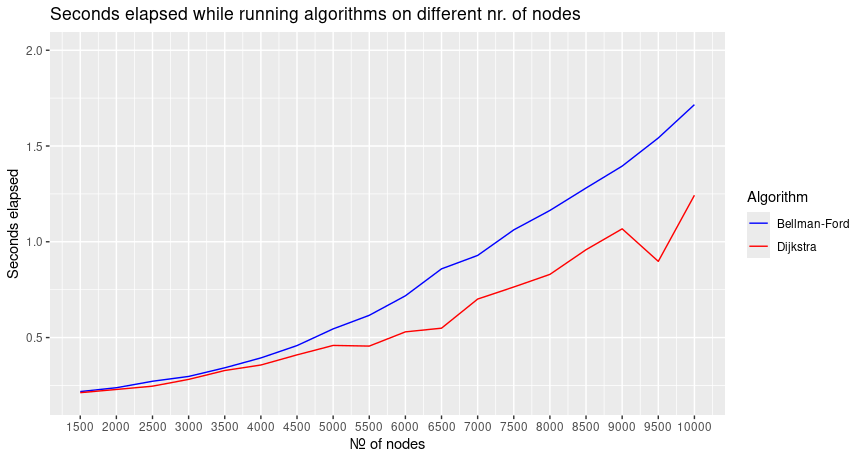 Seconds elapsed while running algorithms on different nr. of nodes
2.0
1.5
1.0
0.5
Seconds elapsed
1500 2000 2500 3000 3500 4000 4500 5000 5500 6000 6500 7000 7500 8000 8500 9000 9500 10000
№ of nodes
Algorithm
Bellman-Ford
Dijkstra